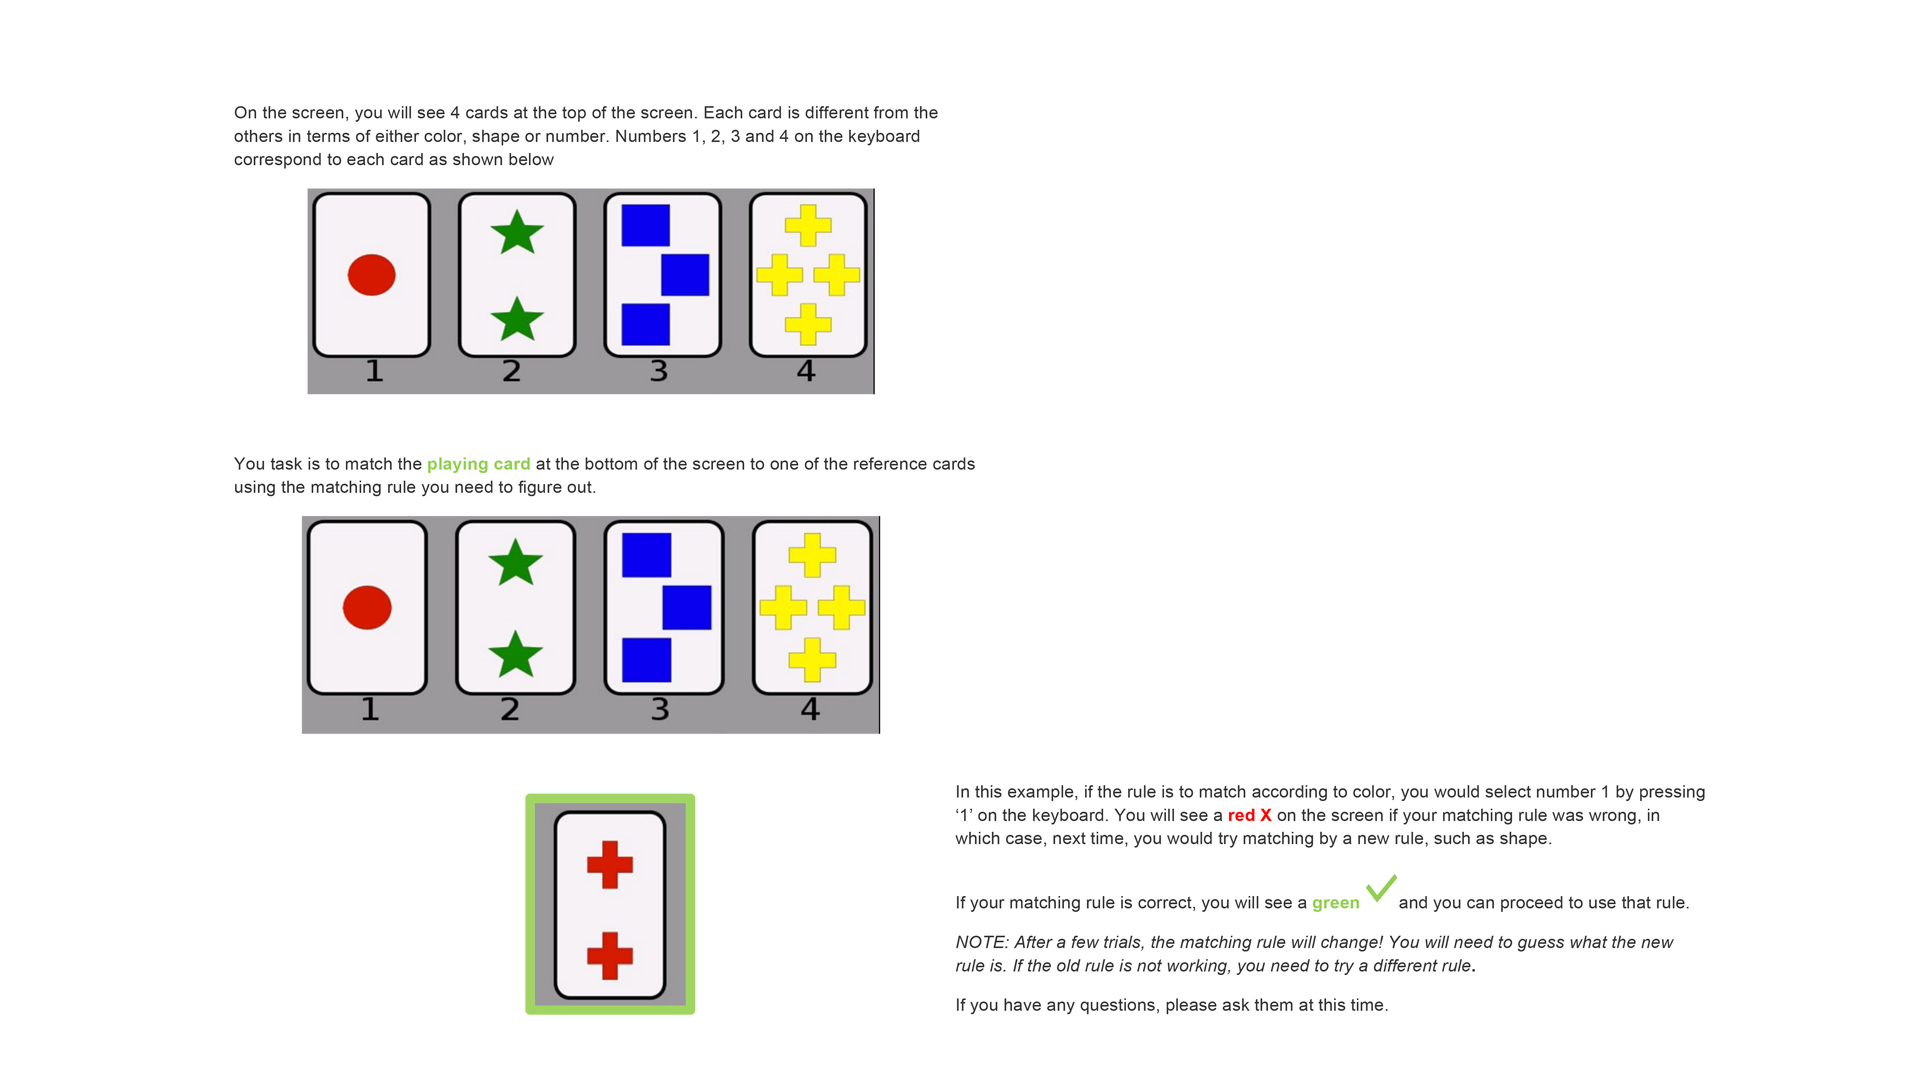 On the screen, you will see 4 cards at the top of the screen. Each card is different from the
others in terms of either color, shape or number. Numbers 1, 2, 3 and 4 on the keyboard
correspond to each card as shown below
1 2 3 4
You task is to match the playing card at the bottom of the screen to one of the reference cards
using the matching rule you need to figure out.
1 2 3 4
In this example, if the rule is to match according to color, you would select number 1 by pressing
‘1’ on the keyboard. You will see a red X on the screen if your matching rule was wrong, in
which case, next time, you would try matching by a new rule, such as shape.
If your matching rule is correct, you will see a green and you can proceed to use that rule.
NOTE: After a few trials, the matching rule will change! You will need to guess what the new
rule is. If the old rule is not working, you need to try a different rule.
If you have any questions, please ask them at this time.